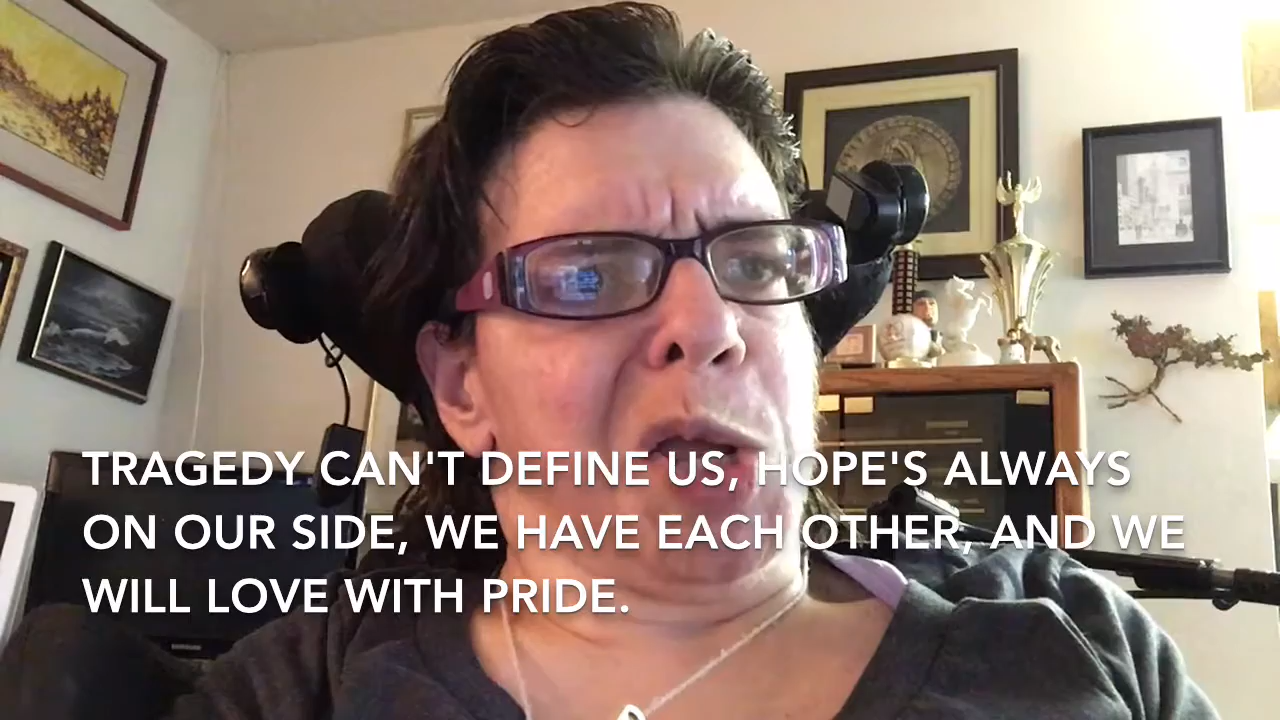 TRAGEDY CAN'T DEFINE US, HOPE'S ALWAYS
ON OUR SIDE, WE HAVE EACH OTHER, AND WE
WILL LOVE WITH PRIDE.